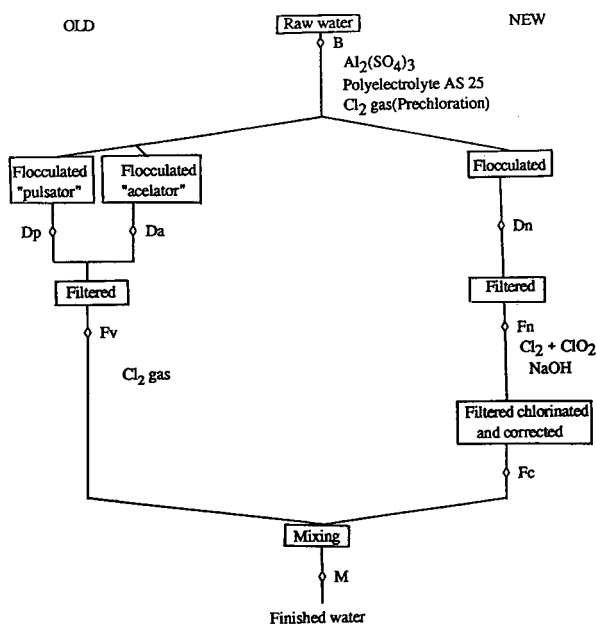 OLD
Raw water
NEW
B
Al2(SO4)3
Polyelectrolyte AS 25
Cl2 gas(Prechloration)
Flocculated
"pulsator"
Flocculated
"acelator"
Flocculated
Dp
Da
Dn
Filtered
Filtered
Fv
Fn
Cl2 + ClO2
NaOH
Cl2 gas
Filtered chlorinated
and corrected
Fc
Mixing
M
Finished water